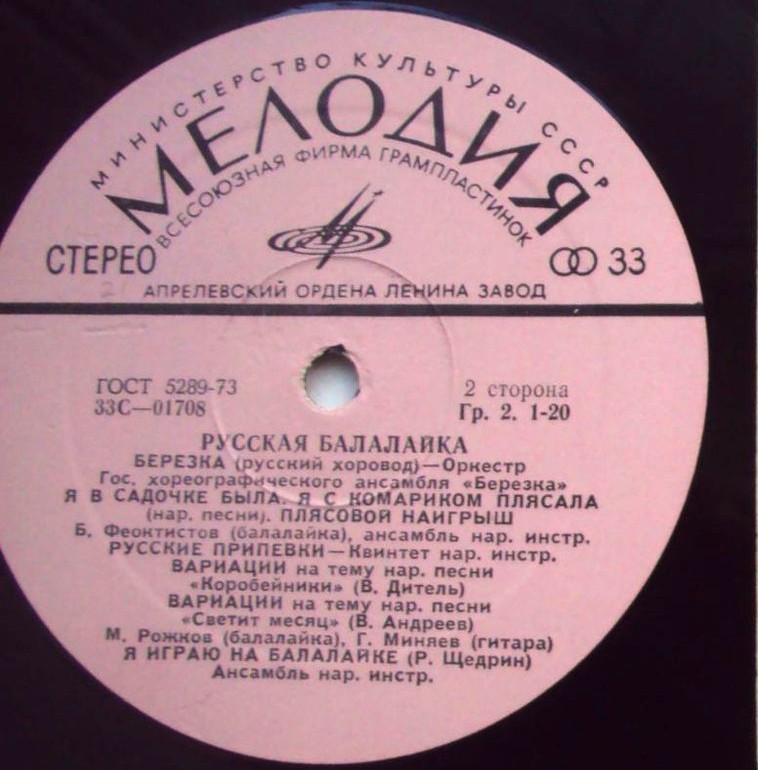 МИНИСТЕРСТВО КУЛЬТУРЫ СССР
МЕЛОДИЯ
ВСЕСОЮЗНАЯ ФИРМА ГРАМПЛАСТИНОК
СТЕРЕО 33
АПРЕЛЕВСКИЙ ОРДЕНА ЛЕНИНА ЗАВОД
ГОСТ 5289-73 2 сторона
33С—01708 Гр. 2. 1-20
РУССКАЯ БАЛАЛАЙКА
БЕРЕЗКА (русский хоровод)—Оркестр
Гос. хореографического ансамбля «Березка»
Я В САДОЧКЕ БЫЛА. Я С КОМАРИКОМ ПЛЯСАЛА
(нар. песни). ПЛЯСОВОЙ НАИГРЫШ
Б. Феоктистов (балалайка), ансамбль нар. инстр.
РУССКИЕ ПРИПЕВКИ—Квинтет нар. инстр.
ВАРИАЦИИ на тему нар. песни
«Коробейники» (В. Дитель)
ВАРИАЦИИ на тему нар. песни
«Светит месяц» (В. Андреев)
М. Рожков (балалайка), Г. Миняев (гитара)
Я ИГРАЮ НА БАЛАЛАЙКЕ (Р. Щедрин)
Ансамбль нар. инстр.